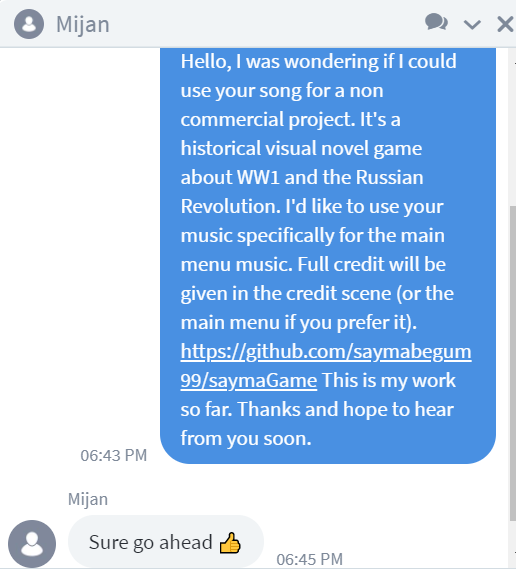 Mijan
Hello, I was wondering if I could
use your song for a non
commercial project. It's a
historical visual novel game
about WW1 and the Russian
Revolution. I'd like to use your
music specifically for the main
menu music. Full credit will be
given in the credit scene (or the
main menu if you prefer it).
https://github.com/saymabegum
99/saymaGame This is my work
so far. Thanks and hope to hear
from you soon.
06:43 PM
Mijan
Sure go ahead 👍
06:45 PM